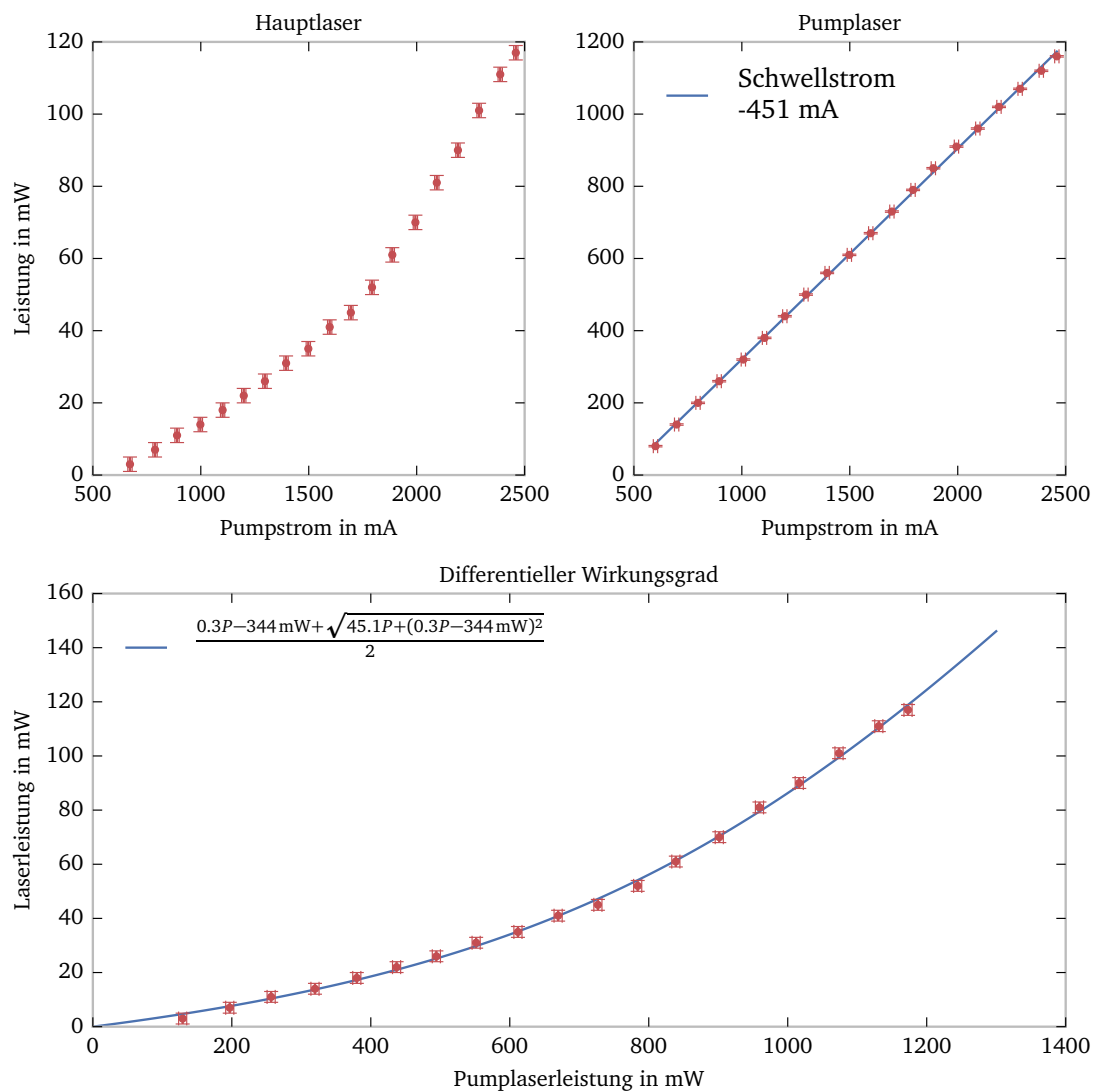 Hauptlaser
120
100
80
60
40
20
0
500 1000 1500 2000 2500
Leistung in mW
Pumpstrom in mA
Pumplaser
Schwellstrom
-451 mA
1200
1000
800
600
400
200
0
500 1000 1500 2000 2500
Pumpstrom in mA
Differentieller Wirkungsgrad
0.3P−344 mW+√45.1P+(0.3P−344 mW)²
2
160
140
120
100
80
60
40
20
0
0 200 400 600 800 1000 1200 1400
Laserleistung in mW
Pumplaserleistung in mW